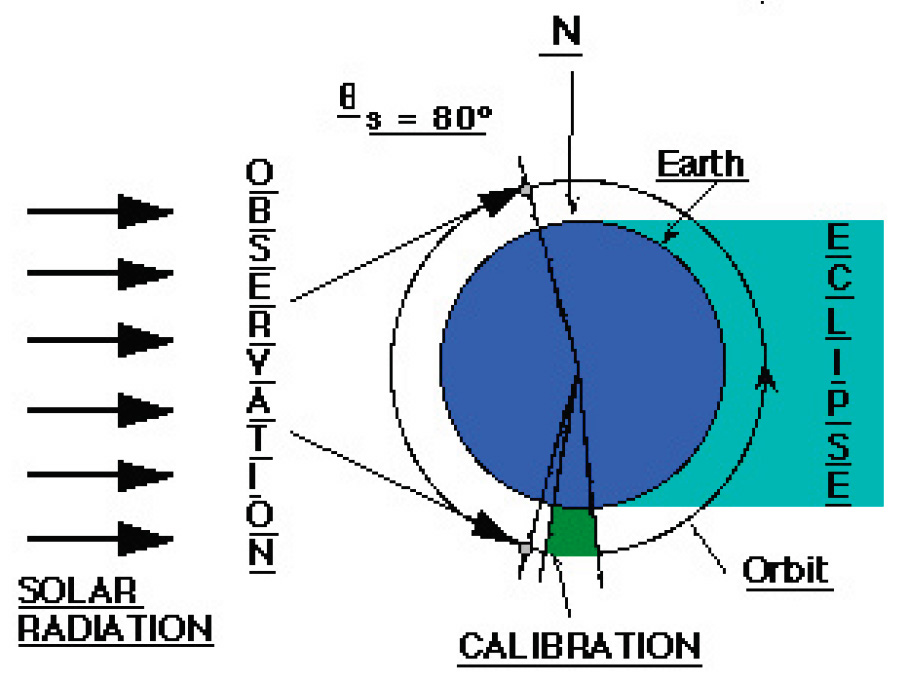 N
θs = 80°
Earth
OBSERVATION
ECLIPSE
SOLAR
RADIATION
Orbit
CALIBRATION